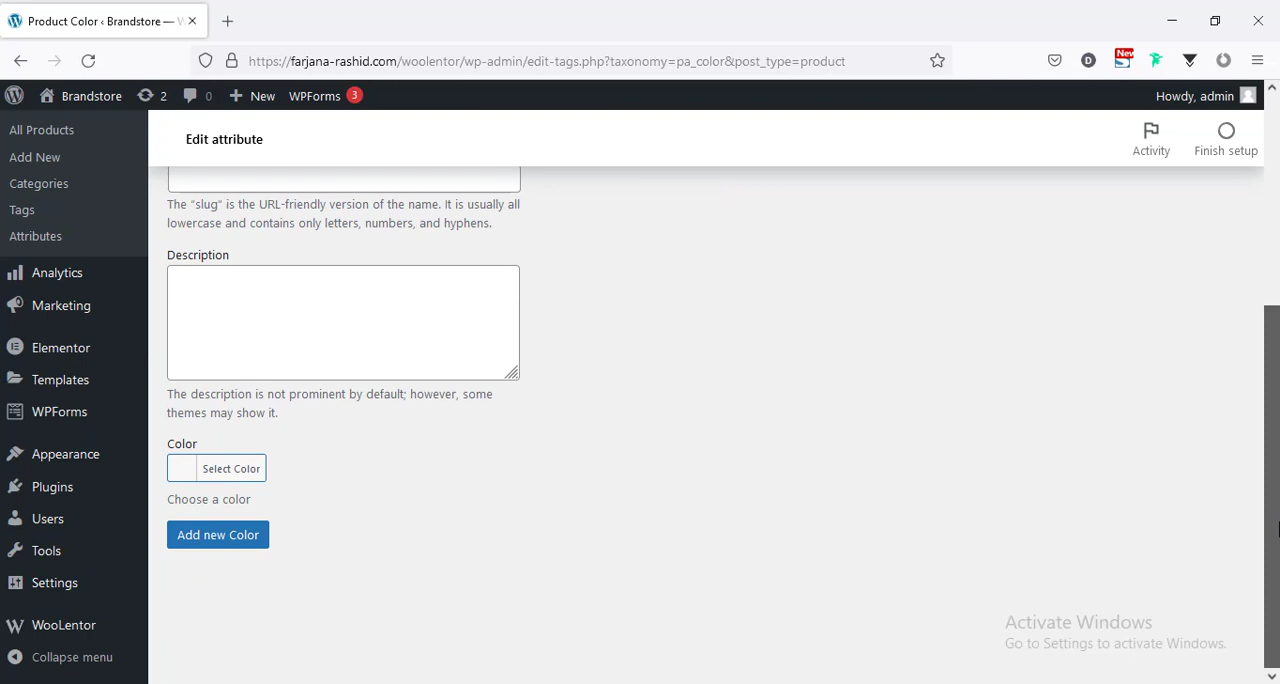 Product Color ‹ Brandstore — W
https://farjana-rashid.com/woolentor/wp-admin/edit-tags.php?taxonomy=pa_color&post_type=product
New
Brandstore
2
0
New
WPForms
3
Howdy, admin
All Products
Add New
Categories
Tags
Attributes
Analytics
Marketing
Elementor
Templates
WPForms
Appearance
Plugins
Users
Tools
Settings
WooLentor
Collapse menu
Edit attribute
Activity
Finish setup
The “slug” is the URL-friendly version of the name. It is usually all
lowercase and contains only letters, numbers, and hyphens.
Description
The description is not prominent by default; however, some
themes may show it.
Color
Select Color
Choose a color
Add new Color
Activate Windows
Go to Settings to activate Windows.